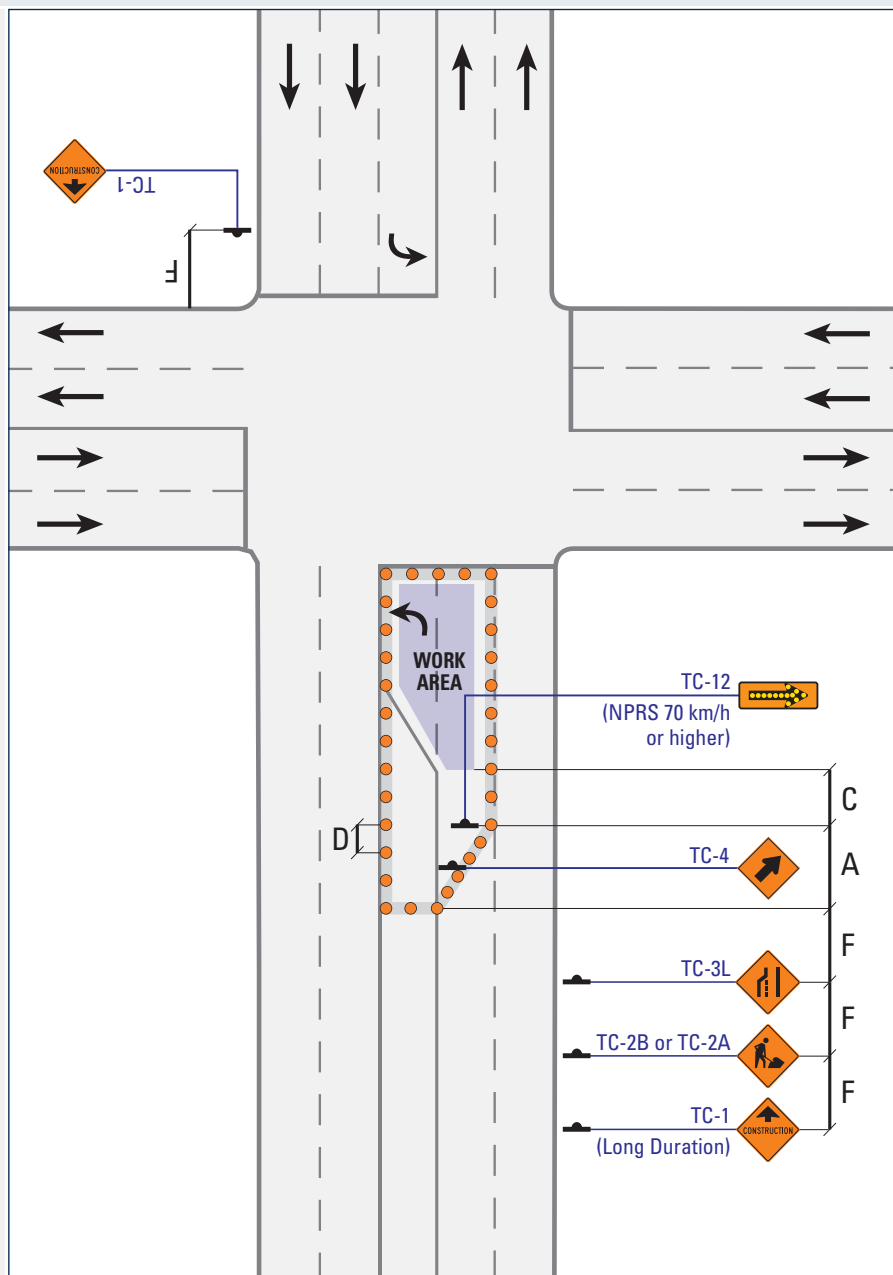 CONSTRUCTION
TC-1
F
WORK
AREA
TC-12
(NPRS 70 km/h
or higher)
C
D
TC-4
A
F
TC-3L
F
TC-2B or TC-2A
F
TC-1
CONSTRUCTION
(Long Duration)